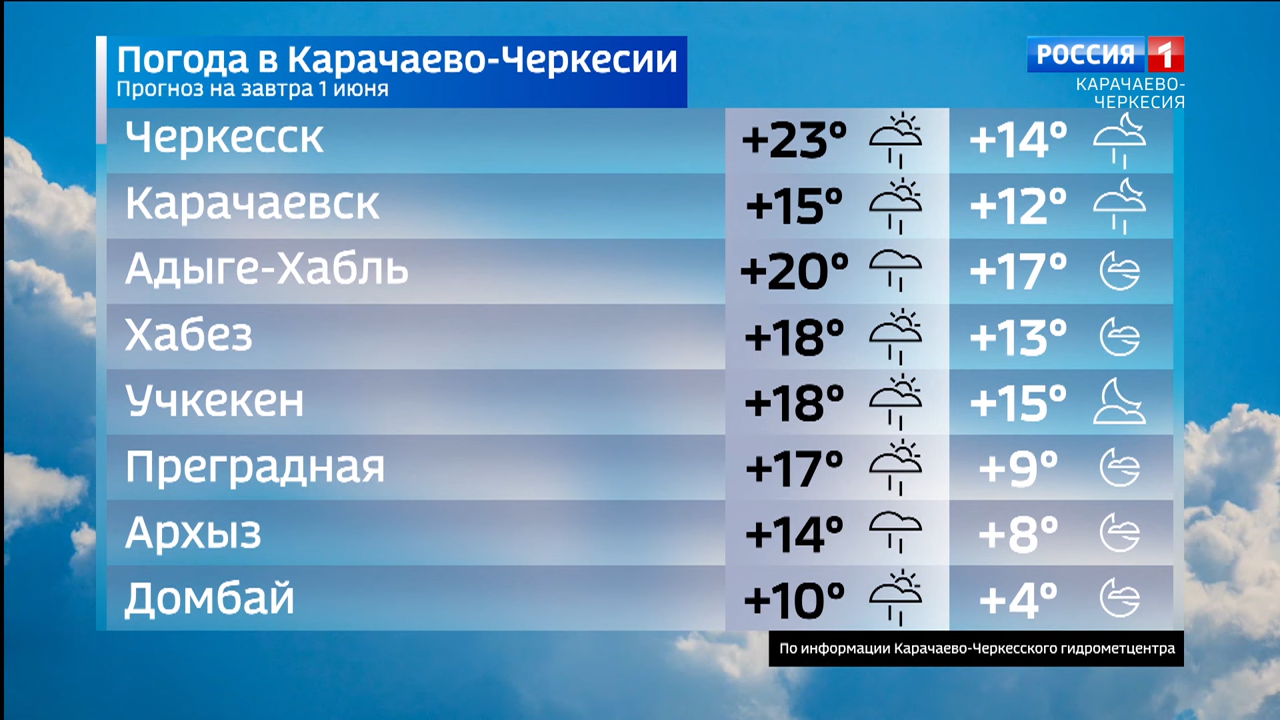 Погода в Карачаево-Черкесии
Прогноз на завтра 1 июня
РОССИЯ 1
КАРАЧАЕВО-
ЧЕРКЕСИЯ
Черкесск +23° +14°
Карачаевск +15° +12°
Адыге-Хабль +20° +17°
Хабез +18° +13°
Учкекен +18° +15°
Преградная +17° +9°
Архыз +14° +8°
Домбай +10° +4°
По информации Карачаево-Черкесского гидрометцентра